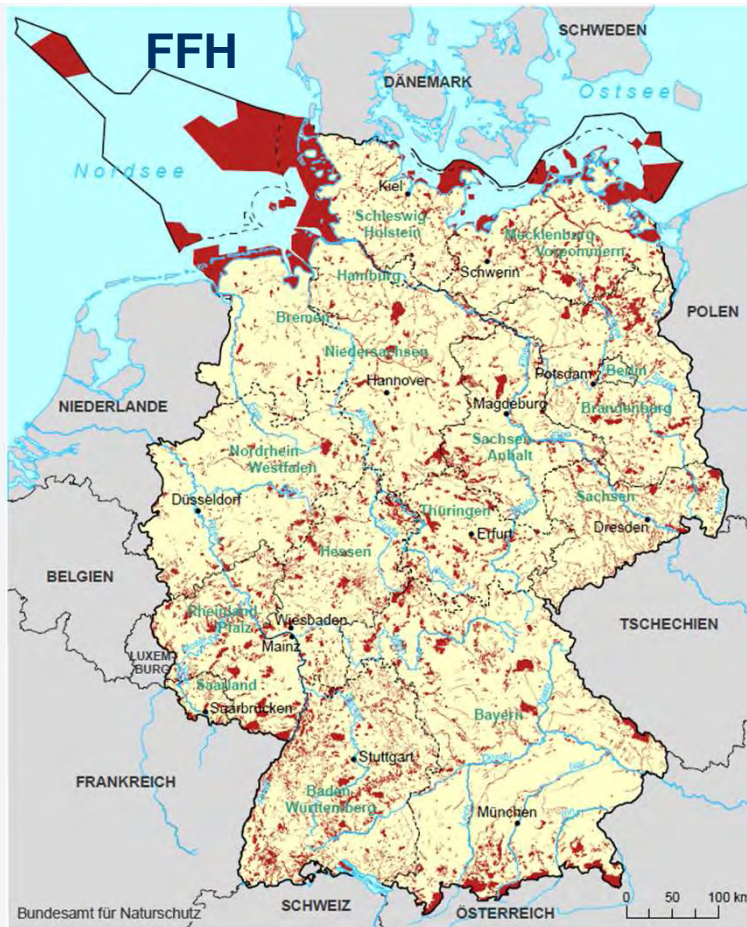 FFH
SCHWEDEN
DÄNEMARK
Ostsee
Nordsee
Kiel
Schleswig
Holstein
Mecklenburg
Vorpommern
Schwerin
Hamburg
Bremen
POLEN
Niedersachsen
Hannover
Potsdam
Berlin
Magdeburg
Brandenburg
NIEDERLANDE
Nordrhein
Westfalen
Sachsen
Anhalt
Düsseldorf
Thüringen
Sachsen
Erfurt
Dresden
Hessen
BELGIEN
Rheinland
Pfalz
Wiesbaden
Mainz
TSCHECHIEN
LUXEM-
BURG
Saarland
Saarbrücken
Bayern
Stuttgart
Donau
FRANKREICH
Baden
Württemberg
München
Bundesamt für Naturschutz
SCHWEIZ
ÖSTERREICH
0 50 100 km